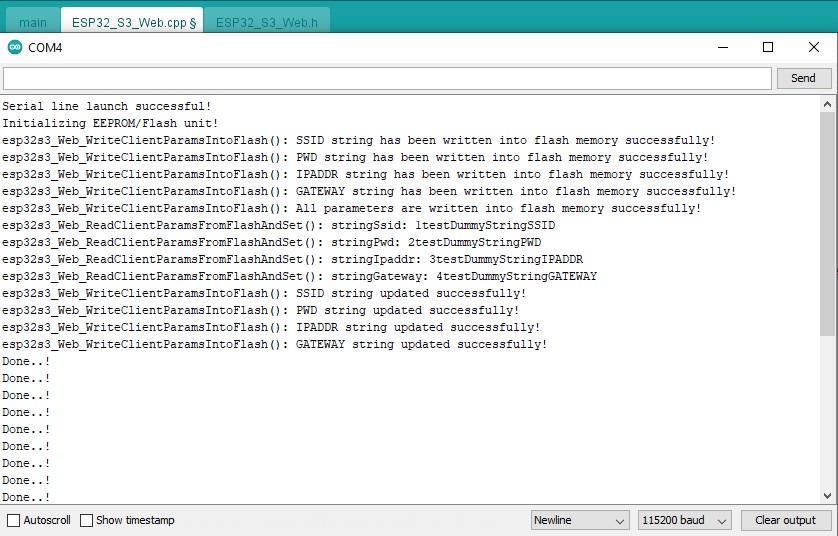 main
ESP32_S3_Web.cpp §
ESP32_S3_Web.h
COM4
Send
Serial line launch successful!
Initializing EEPROM/Flash unit!
esp32s3_Web_WriteClientParamsIntoFlash(): SSID string has been written into flash memory successfully!
esp32s3_Web_WriteClientParamsIntoFlash(): PWD string has been written into flash memory successfully!
esp32s3_Web_WriteClientParamsIntoFlash(): IPADDR string has been written into flash memory successfully!
esp32s3_Web_WriteClientParamsIntoFlash(): GATEWAY string has been written into flash memory successfully!
esp32s3_Web_WriteClientParamsIntoFlash(): All parameters are written into flash memory successfully!
esp32s3_Web_ReadClientParamsFromFlashAndSet(): stringSsid: 1testDummyStringSSID
esp32s3_Web_ReadClientParamsFromFlashAndSet(): stringPwd: 2testDummyStringPWD
esp32s3_Web_ReadClientParamsFromFlashAndSet(): stringIpaddr: 3testDummyStringIPADDR
esp32s3_Web_ReadClientParamsFromFlashAndSet(): stringGateway: 4testDummyStringGATEWAY
esp32s3_Web_WriteClientParamsIntoFlash(): SSID string updated successfully!
esp32s3_Web_WriteClientParamsIntoFlash(): PWD string updated successfully!
esp32s3_Web_WriteClientParamsIntoFlash(): IPADDR string updated successfully!
esp32s3_Web_WriteClientParamsIntoFlash(): GATEWAY string updated successfully!
Done..!
Done..!
Done..!
Done..!
Done..!
Done..!
Done..!
Done..!
Done..!
Autoscroll
Show timestamp
Newline
115200 baud
Clear output